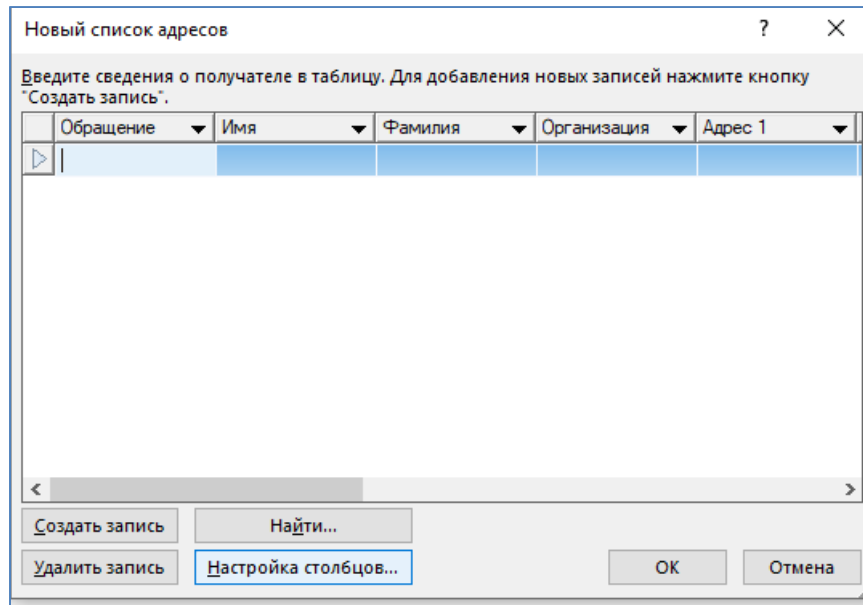 Новый список адресов
Введите сведения о получателе в таблицу. Для добавления новых записей нажмите кнопку
"Создать запись".
Обращение Имя Фамилия Организация Адрес 1
Создать запись Найти...
Удалить запись Настройка столбцов... ОК Отмена